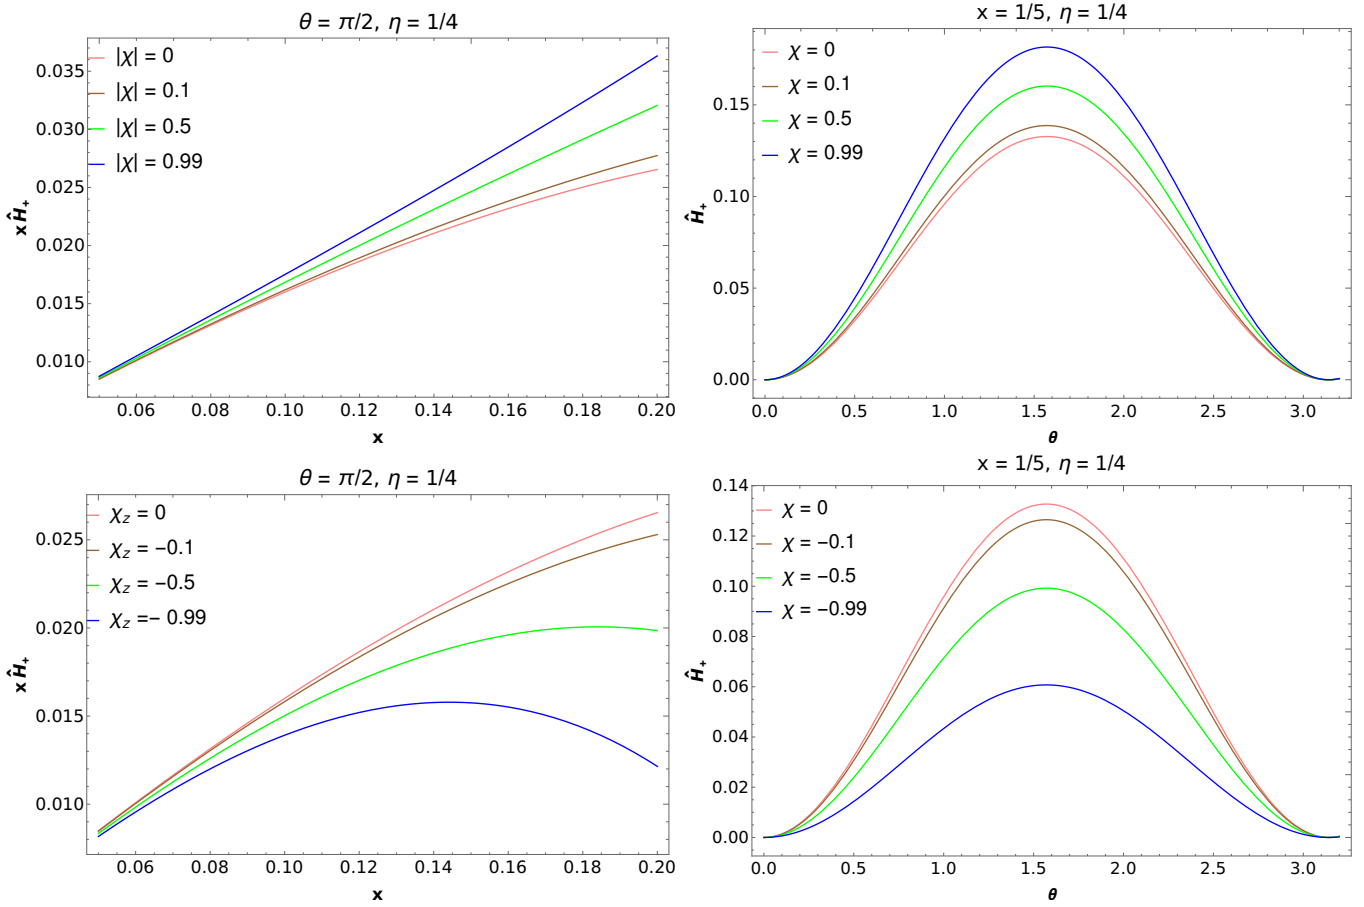 θ = π/2, η = 1/4
|χ| = 0
|χ| = 0.1
|χ| = 0.5
|χ| = 0.99
0.035
0.030
0.025
0.020
0.015
0.010
x Ĥ₊
0.06 0.08 0.10 0.12 0.14 0.16 0.18 0.20
x
x = 1/5, η = 1/4
χ = 0
χ = 0.1
χ = 0.5
χ = 0.99
0.15
0.10
0.05
0.00
Ĥ₊
0.0 0.5 1.0 1.5 2.0 2.5 3.0
θ
θ = π/2, η = 1/4
χ_z = 0
χ_z = −0.1
χ_z = −0.5
χ_z =− 0.99
0.025
0.020
0.015
0.010
x Ĥ₊
0.06 0.08 0.10 0.12 0.14 0.16 0.18 0.20
x
x = 1/5, η = 1/4
χ = 0
χ = −0.1
χ = −0.5
χ = −0.99
0.14
0.12
0.10
0.08
0.06
0.04
0.02
0.00
Ĥ₊
0.0 0.5 1.0 1.5 2.0 2.5 3.0
θ